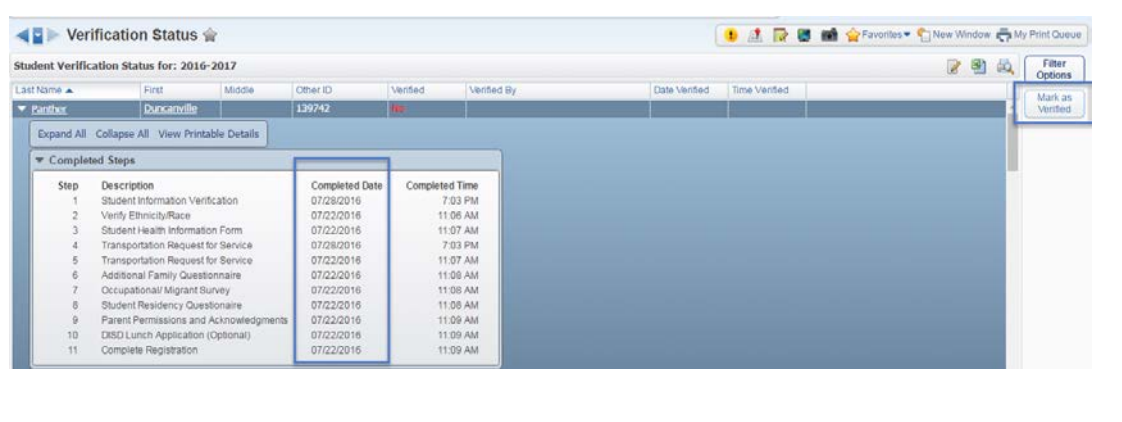 Verification Status
Favorites New Window My Print Queue
Student Verification Status for: 2016-2017
Filter Options
Last Name First Middle Other ID Verified Verified By Date Verified Time Verified
Mark as Verified
Panther Duncanville 139742 No
Expand All Collapse All View Printable Details
Completed Steps
Step Description Completed Date Completed Time
1 Student Information Verification 07/28/2016 7:03 PM
2 Verify Ethnicity/Race 07/22/2016 11:06 AM
3 Student Health Information Form 07/22/2016 11:07 AM
4 Transportation Request for Service 07/28/2016 7:03 PM
5 Transportation Request for Service 07/22/2016 11:07 AM
6 Additional Family Questionnaire 07/22/2016 11:08 AM
7 Occupational/ Migrant Survey 07/22/2016 11:08 AM
8 Student Residency Questionaire 07/22/2016 11:08 AM
9 Parent Permissions and Acknowledgments 07/22/2016 11:09 AM
10 DISD Lunch Application (Optional) 07/22/2016 11:09 AM
11 Complete Registration 07/22/2016 11:09 AM